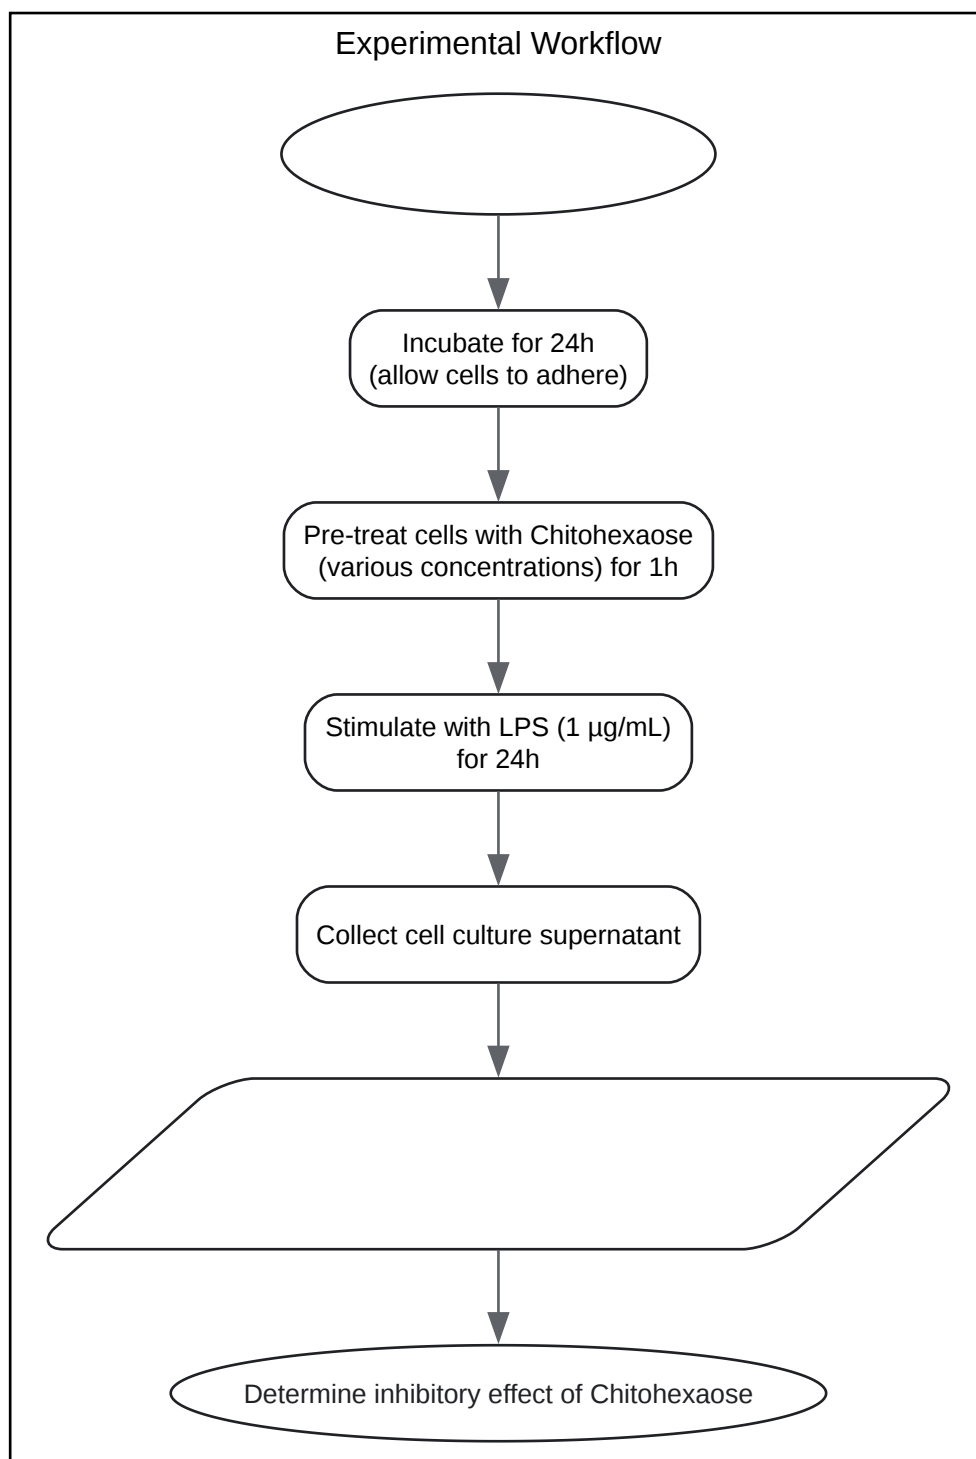 Experimental Workflow
Incubate for 24h
(allow cells to adhere)
Pre-treat cells with Chitohexaose
(various concentrations) for 1h
Stimulate with LPS (1 µg/mL)
for 24h
Collect cell culture supernatant
Determine inhibitory effect of Chitohexaose